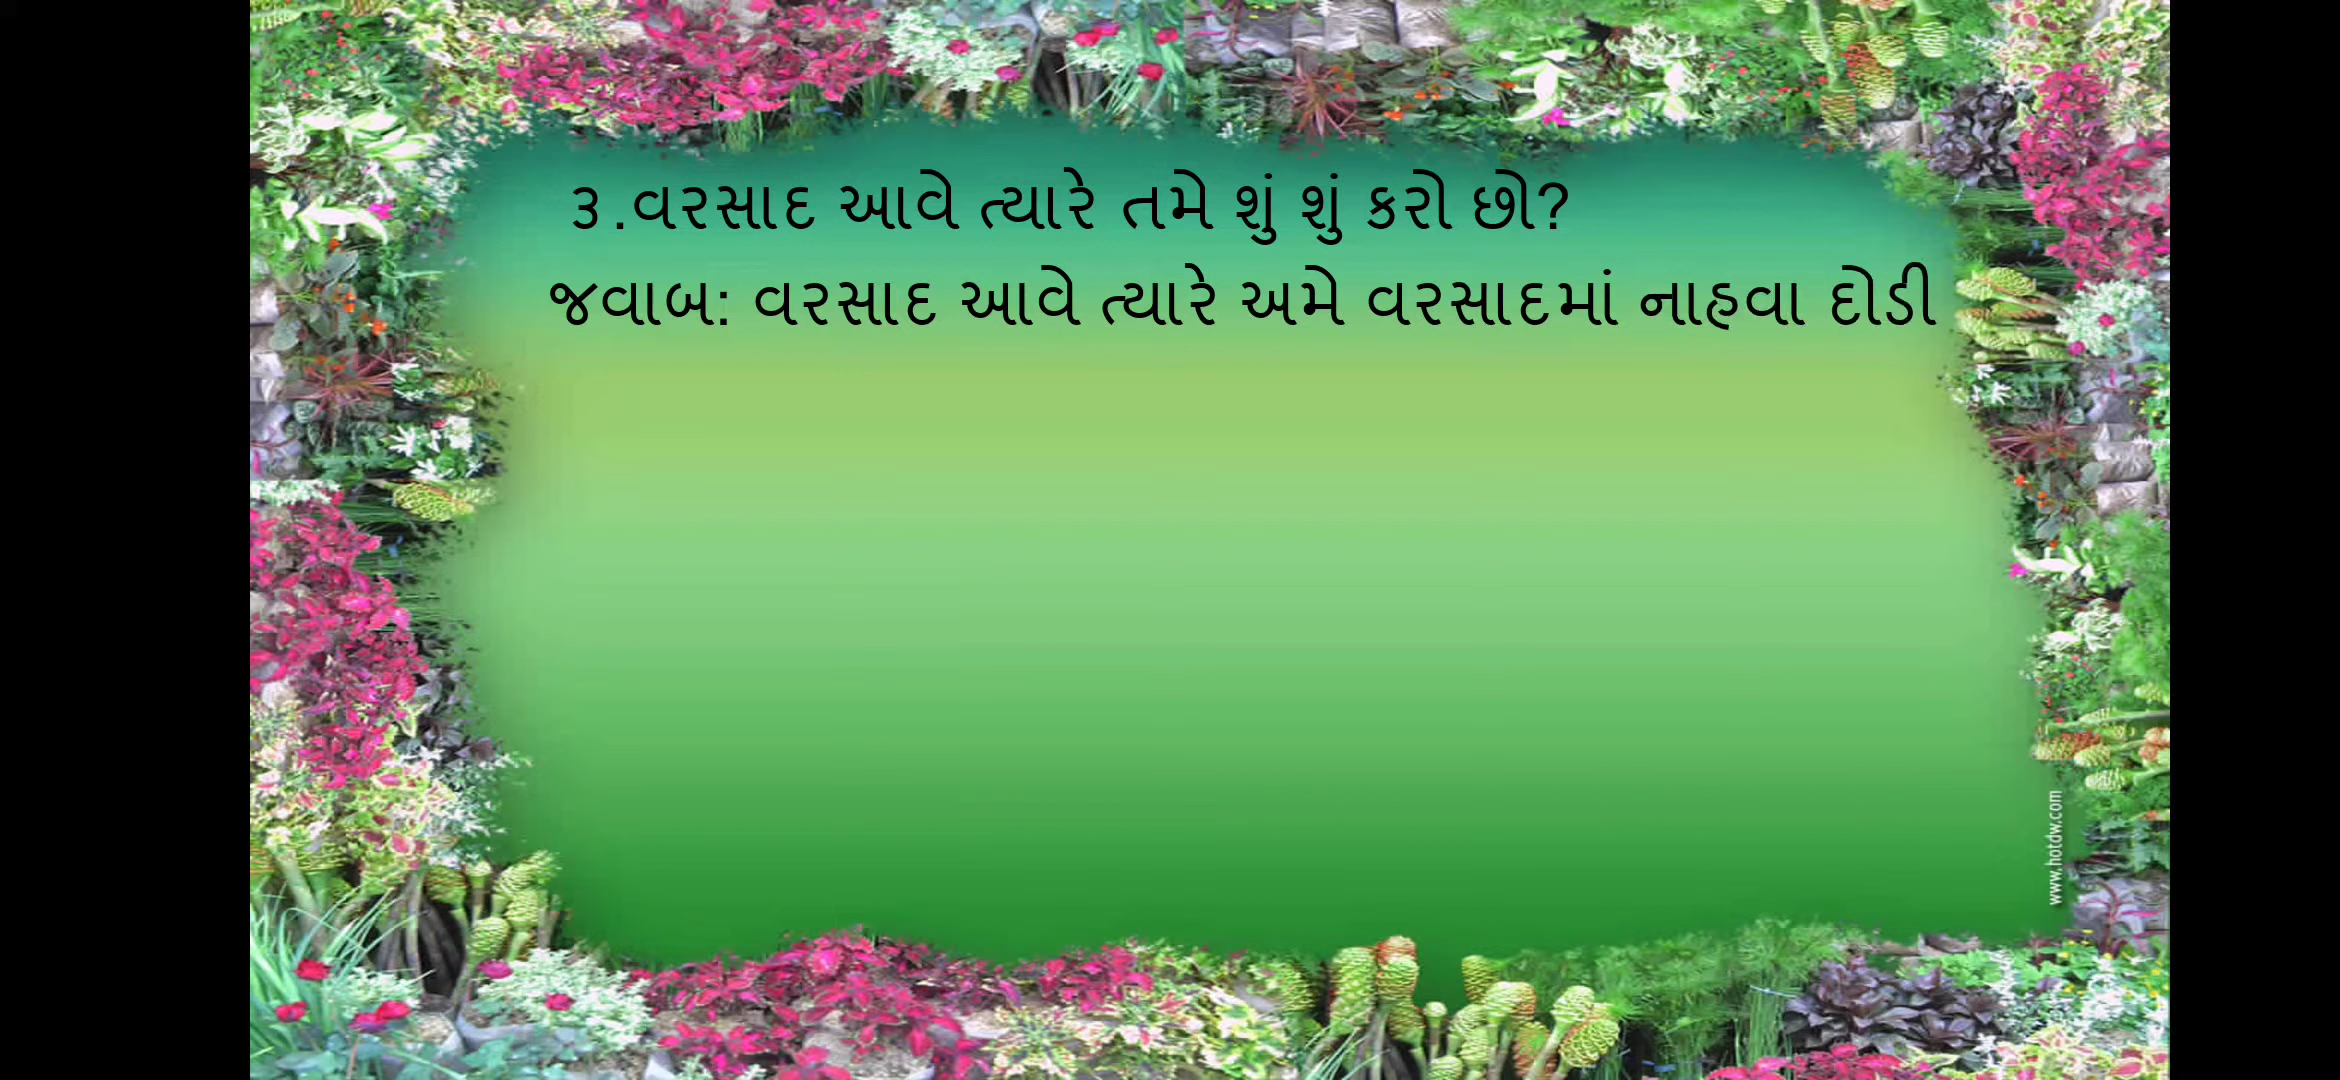 ૩.વરસાદ આવે ત્યારે તમે શું શું કરો છો?
જવાબ: વરસાદ આવે ત્યારે અમે વરસાદમાં નાહવા દોડી
www.hotdw.com